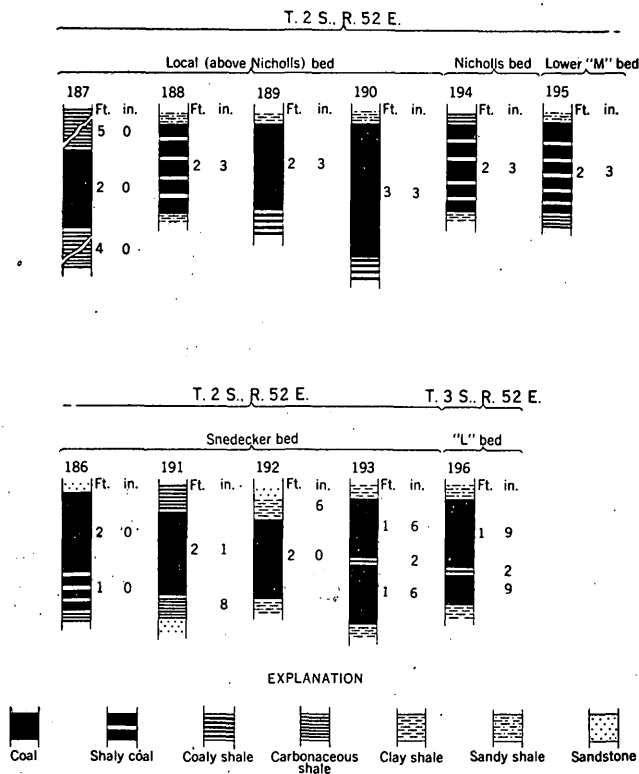 T. 2 S., R. 52 E.
Local (above Nicholls) bed
Nicholls bed
Lower "M" bed
187
188
189
190
194
195
Ft. in.
Ft. in.
Ft. in.
Ft. in.
Ft. in.
Ft. in.
5 0
2 0
4 0
2 3
2 3
3 3
2 3
2 3
T. 2 S., R. 52 E.
T. 3 S., R. 52 E.
Snedecker bed
"L" bed
186
191
192
193
196
Ft. in.
Ft. in.
Ft. in.
Ft. in.
Ft. in.
2 0
1 0
2 1
8
6
2 0
1 6
2
1 6
1 9
2
9
EXPLANATION
Coal
Shaly coal
Coaly shale
Carbonaceous
shale
Clay shale
Sandy shale
Sandstone